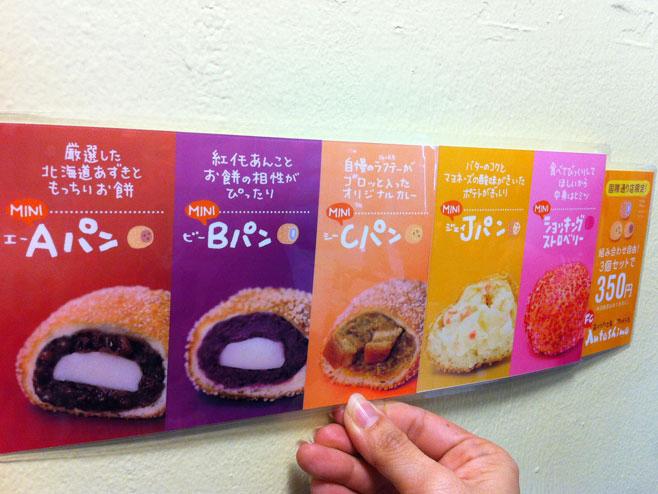 厳選した
北海道あずきと
もっちりお餅
MINI
エー
Aパン
紅イモあんこと
お餅の相性が
ぴったり
MINI
ビー
Bパン
自慢のラフテーが
ゴロッと入った
オリジナルカレー
MINI
シー
Cパン
バターのコクと
マヨネーズの酸味がきいた
ポテトがぎっしり
MINI
ジェイ
Jパン
食べてびっくりして
ほしいから
中身はヒミツ
MINI
ショッキング
ストロベリー
国際通り店限定!
組み合わせ自由!
3個セットで
350円